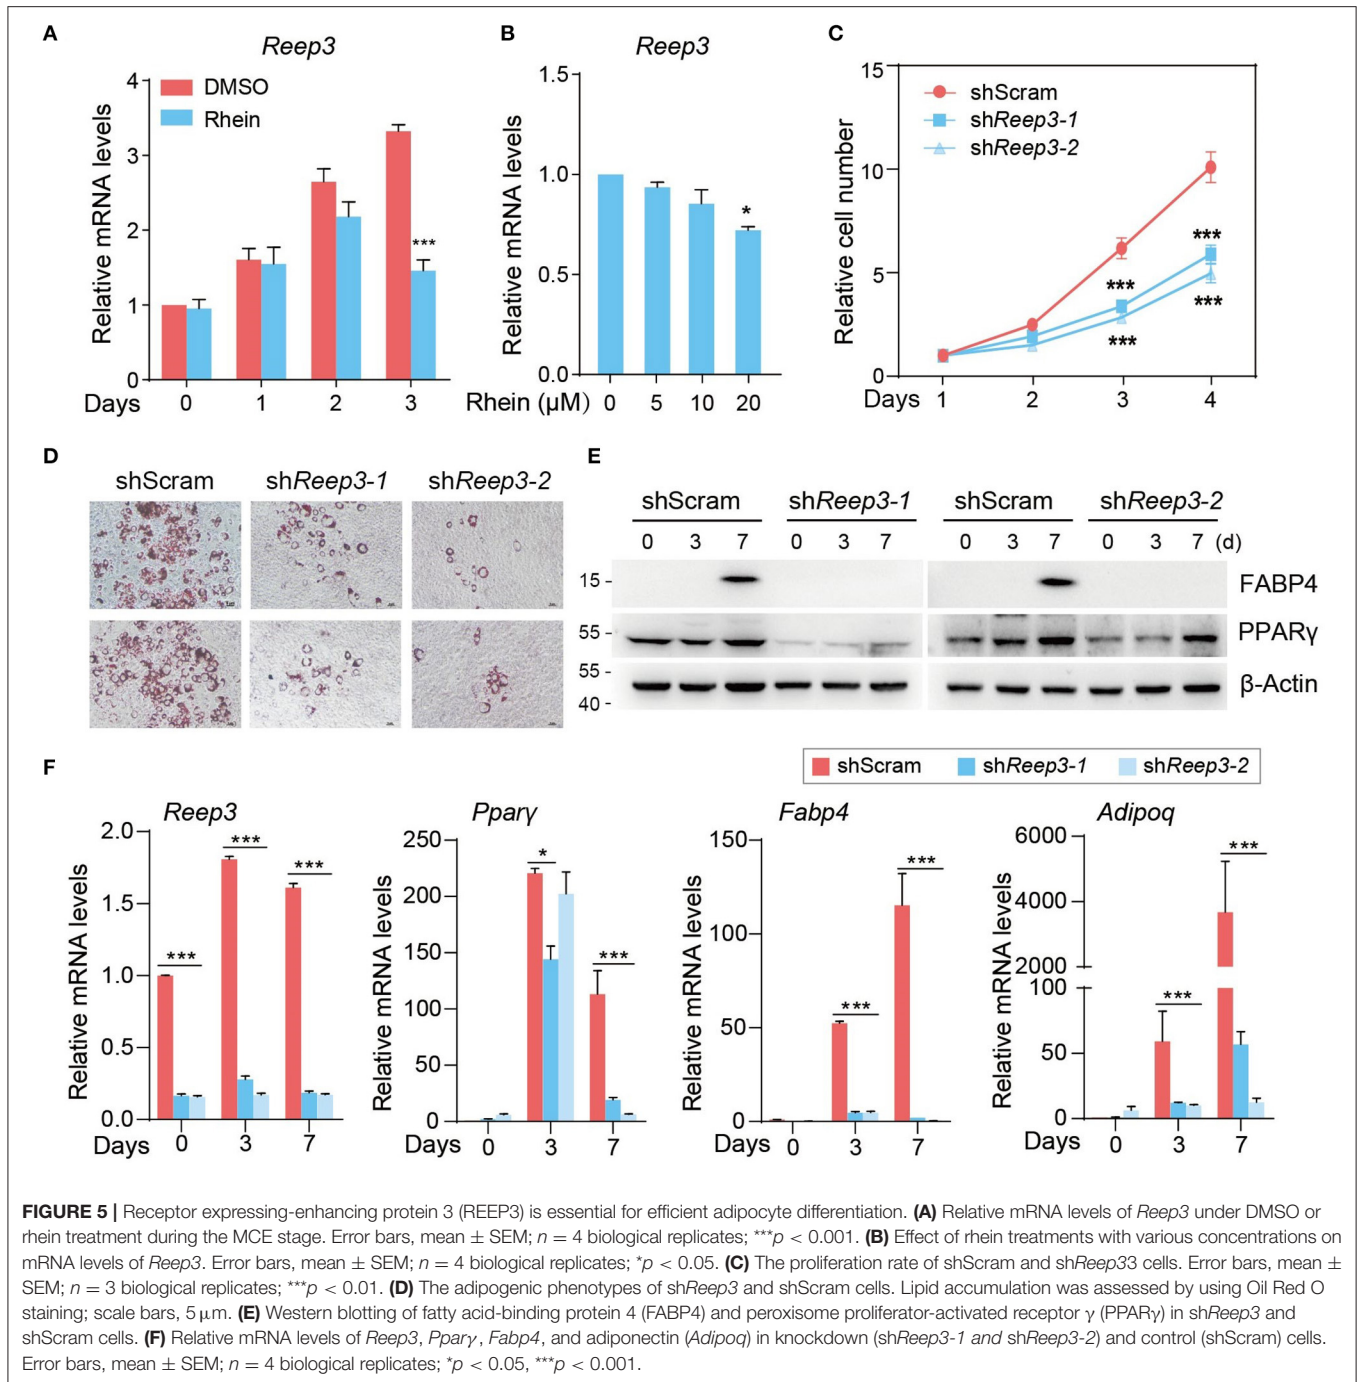 A
Reep3
Relative mRNA levels
4
3
2
1
0
DMSO
Rhein
***
Days 0 1 2 3
B
Reep3
Relative mRNA levels
1.5
1.0
0.5
0.0
*
Rhein (μM) 0 5 10 20
C
Relative cell number
15
10
5
0
shScram
shReep3-1
shReep3-2
***
***
***
***
Days 1 2 3 4
D
shScram shReep3-1 shReep3-2
E
shScram shReep3-1 shScram shReep3-2
0 3 7 0 3 7 0 3 7 0 3 7 (d)
15 - FABP4
55 - PPARγ
55 - β-Actin
40 -
F
shScram shReep3-1 shReep3-2
Reep3
Relative mRNA levels
2.0
1.5
1.0
0.5
0.0
*** *** ***
Days 0 3 7
Pparγ
Relative mRNA levels
250
200
150
100
50
0
* ***
Days 0 3 7
Fabp4
Relative mRNA levels
150
100
50
0
*** ***
Days 0 3 7
Adipoq
Relative mRNA levels
6000
4000
2000
100
50
0
*** ***
Days 0 3 7
FIGURE 5 | Receptor expressing-enhancing protein 3 (REEP3) is essential for efficient adipocyte differentiation. (A) Relative mRNA levels of Reep3 under DMSO or
rhein treatment during the MCE stage. Error bars, mean ± SEM; n = 4 biological replicates; ***p < 0.001. (B) Effect of rhein treatments with various concentrations on
mRNA levels of Reep3. Error bars, mean ± SEM; n = 4 biological replicates; *p < 0.05. (C) The proliferation rate of shScram and shReep33 cells. Error bars, mean ±
SEM; n = 3 biological replicates; ***p < 0.01. (D) The adipogenic phenotypes of shReep3 and shScram cells. Lipid accumulation was assessed by using Oil Red O
staining; scale bars, 5 μm. (E) Western blotting of fatty acid-binding protein 4 (FABP4) and peroxisome proliferator-activated receptor γ (PPARγ) in shReep3 and
shScram cells. (F) Relative mRNA levels of Reep3, Pparγ, Fabp4, and adiponectin (Adipoq) in knockdown (shReep3-1 and shReep3-2) and control (shScram) cells.
Error bars, mean ± SEM; n = 4 biological replicates; *p < 0.05, ***p < 0.001.